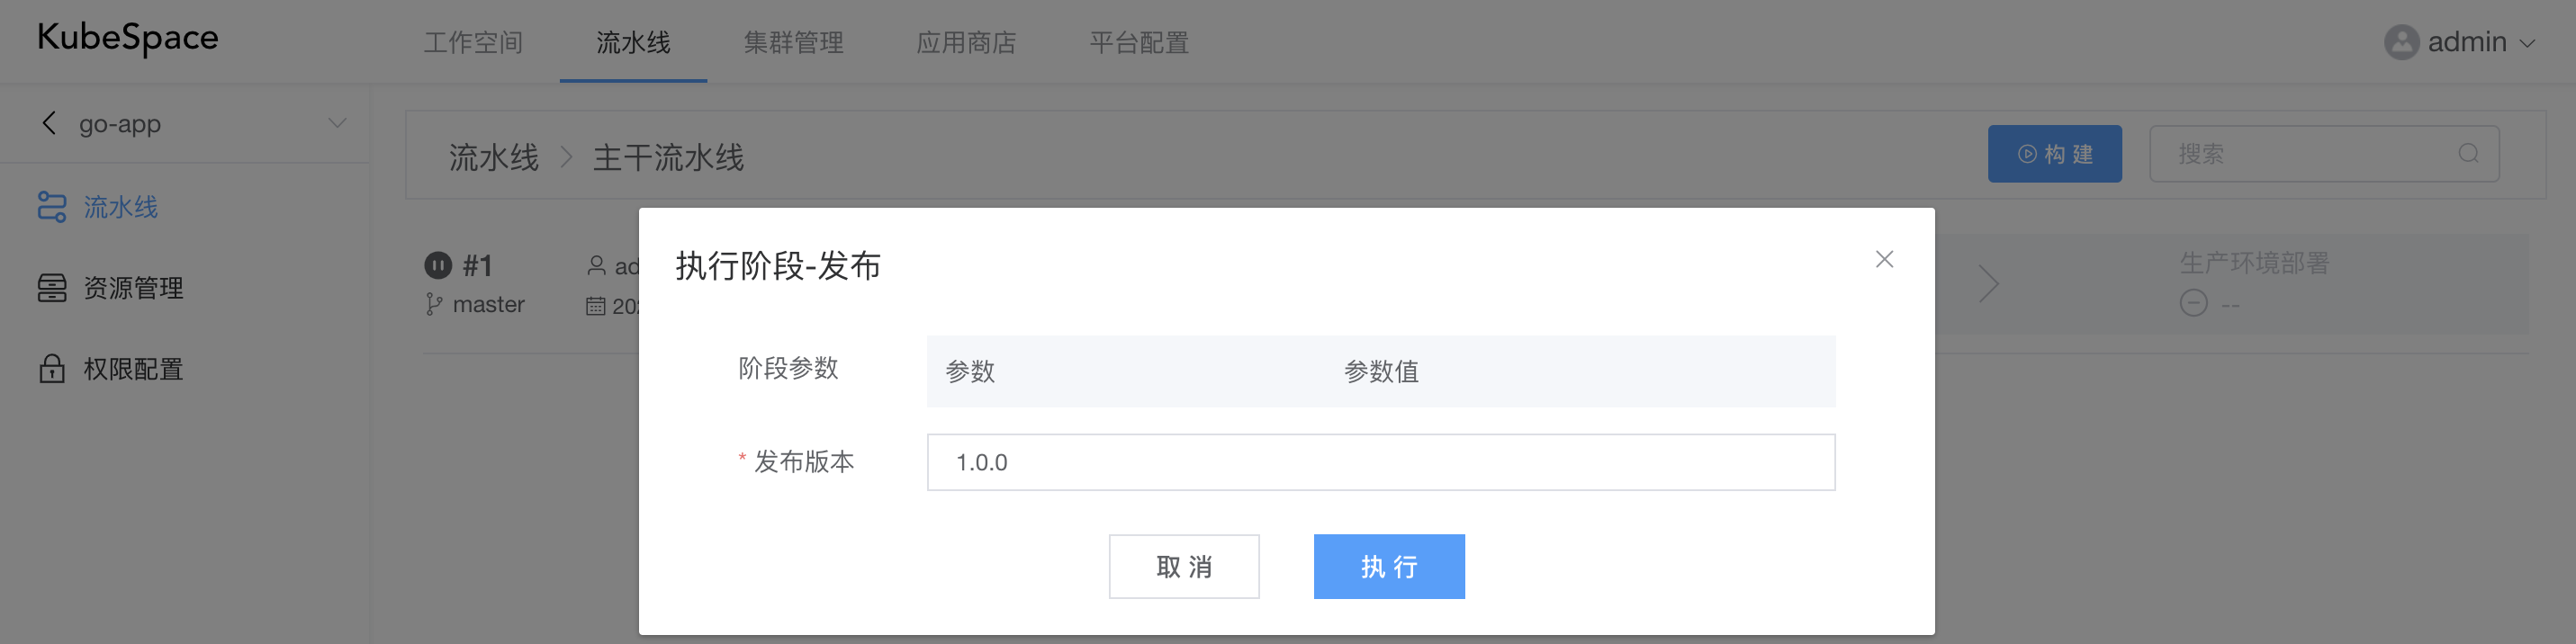 KubeSpace
工作空间 流水线 集群管理 应用商店 平台配置
admin
go-app
流水线
资源管理
权限配置
流水线 主干流水线
构 建
搜索
#1
master
生产环境部署
--
执行阶段-发布
阶段参数 参数 参数值
* 发布版本 1.0.0
取 消 执 行